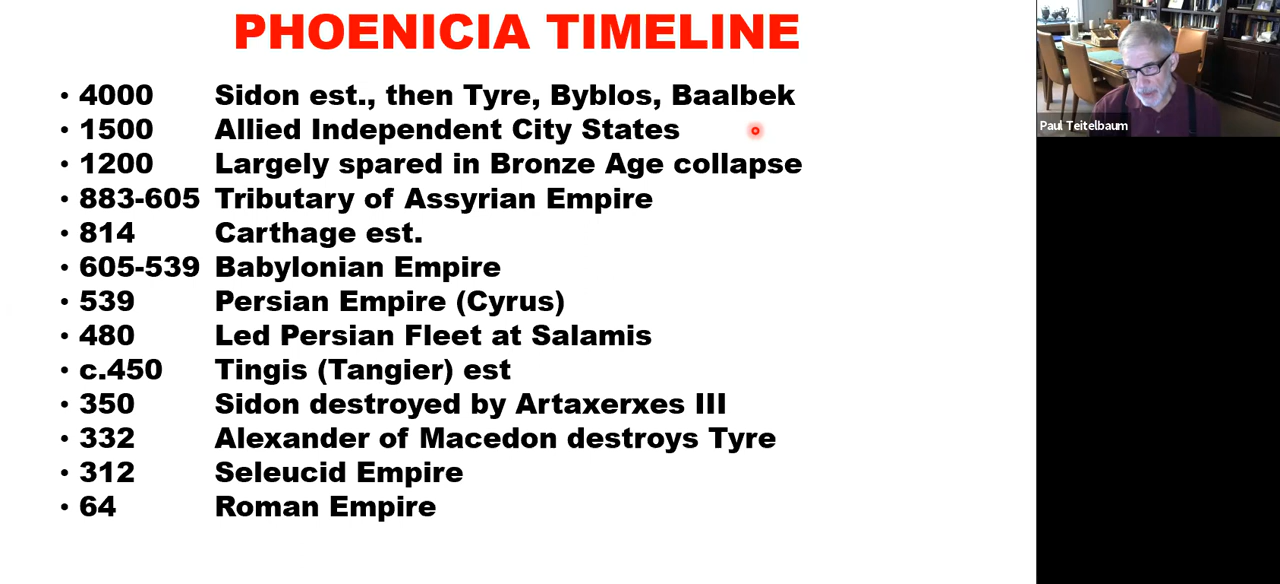 PHOENICIA TIMELINE
• 4000 Sidon est., then Tyre, Byblos, Baalbek
• 1500 Allied Independent City States
• 1200 Largely spared in Bronze Age collapse
• 883-605 Tributary of Assyrian Empire
• 814 Carthage est.
• 605-539 Babylonian Empire
• 539 Persian Empire (Cyrus)
• 480 Led Persian Fleet at Salamis
• c.450 Tingis (Tangier) est
• 350 Sidon destroyed by Artaxerxes III
• 332 Alexander of Macedon destroys Tyre
• 312 Seleucid Empire
• 64 Roman Empire
Paul Teitelbaum